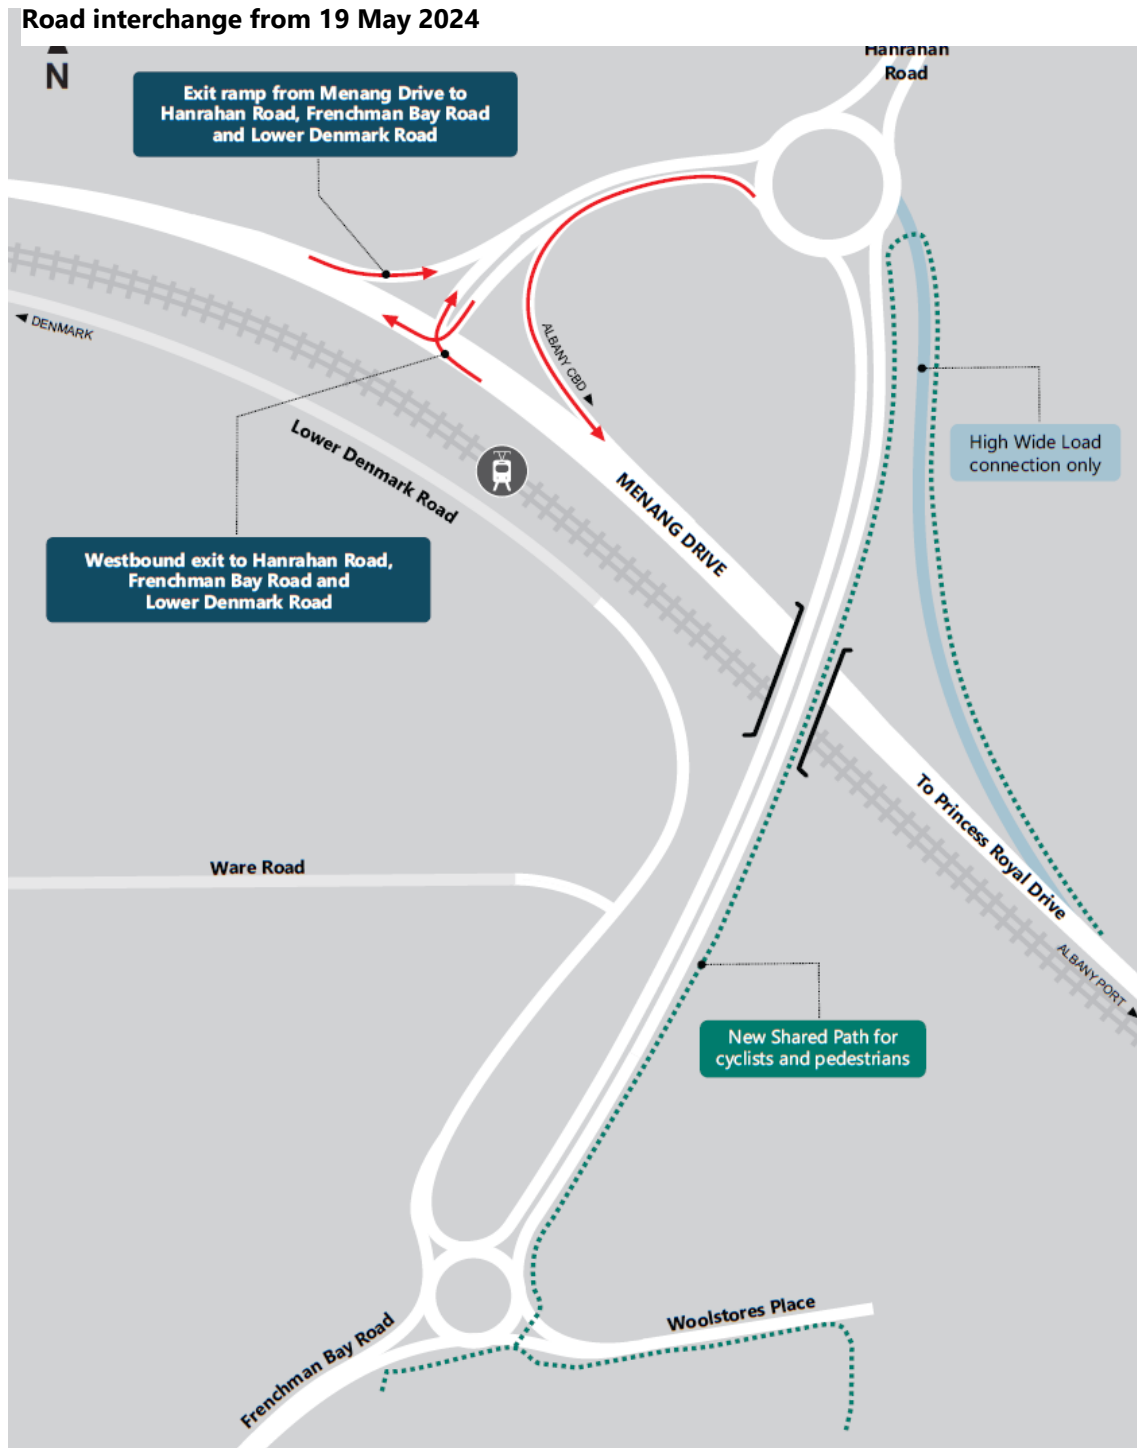 Road interchange from 19 May 2024
N
Hanrahan
Road
Exit ramp from Menang Drive to
Hanrahan Road, Frenchman Bay Road
and Lower Denmark Road
DENMARK
ALBANY CBD
High Wide Load
connection only
Lower Denmark Road
MENANG DRIVE
Westbound exit to Hanrahan Road,
Frenchman Bay Road and
Lower Denmark Road
To Princess Royal Drive
Ware Road
ALBANY PORT
New Shared Path for
cyclists and pedestrians
Woolstores Place
Frenchman Bay Road